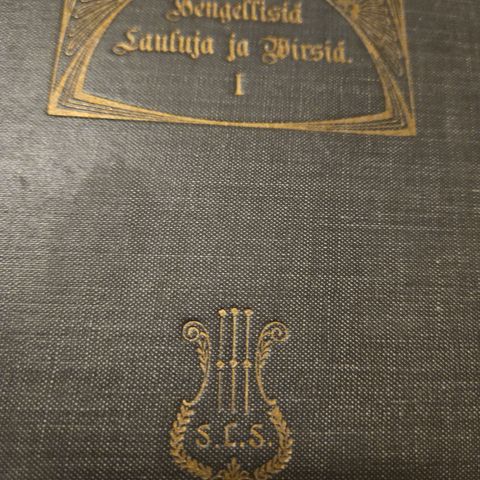 Hengellisiä
Lauluja ja Wirsiä.
I
S.L.S.